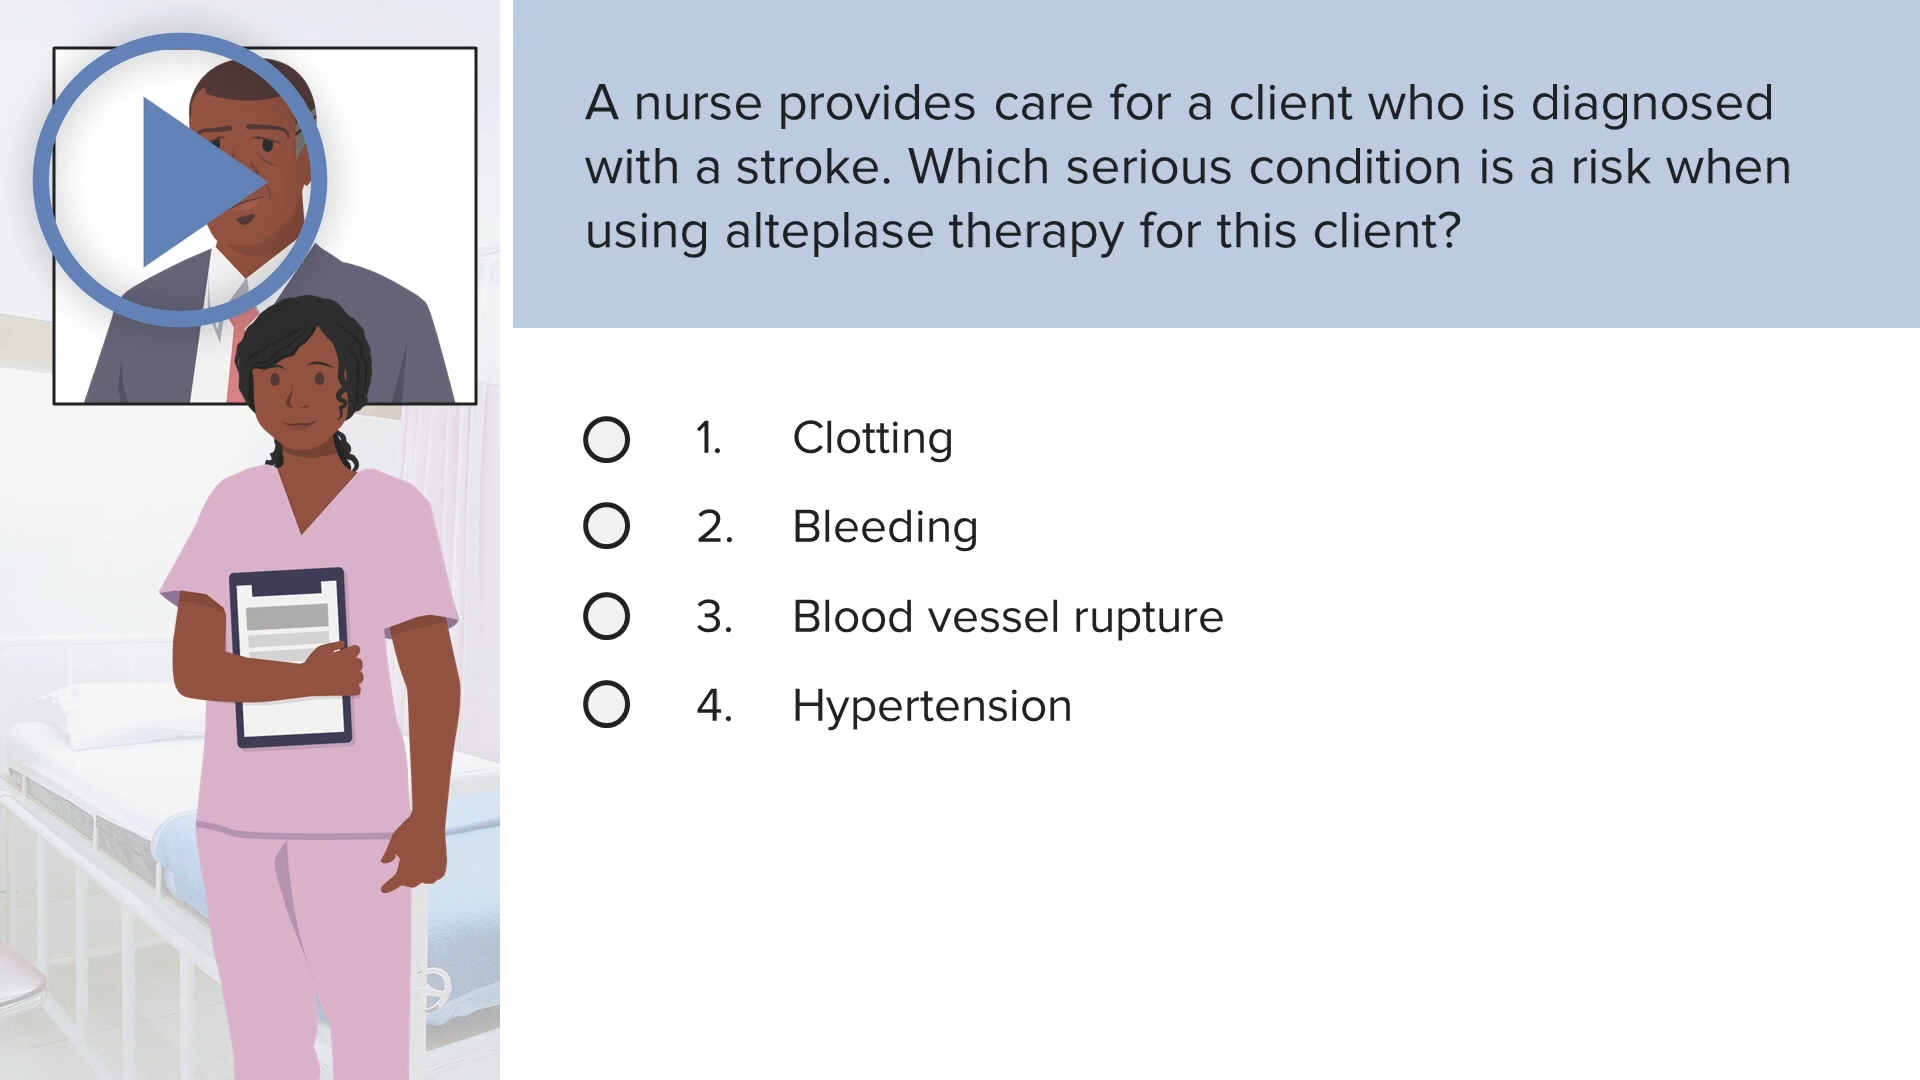 A nurse provides care for a client who is diagnosed
with a stroke. Which serious condition is a risk when
using alteplase therapy for this client?
1. Clotting
2. Bleeding
3. Blood vessel rupture
4. Hypertension